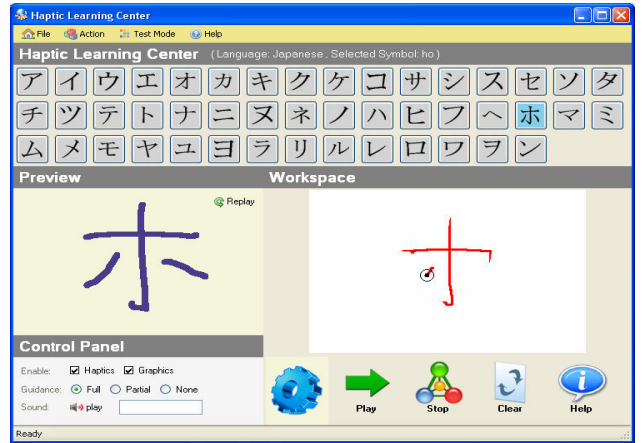 Haptic Learning Center
File Action Test Mode Help
Haptic Learning Center (Language: Japanese , Selected Symbol: ho )
ア イ ウ エ オ カ キ ク ケ コ サ シ ス セ ソ タ
チ ツ テ ト ナ ニ ヌ ネ ノ ハ ヒ フ ヘ ホ マ ミ
ム メ モ ヤ ユ ヨ ラ リ ル レ ロ ワ ヲ ン
Preview
Replay
ホ
Workspace
Control Panel
Enable: Haptics Graphics
Guidance: Full Partial None
Sound: play
Play Stop Clear Help
Ready